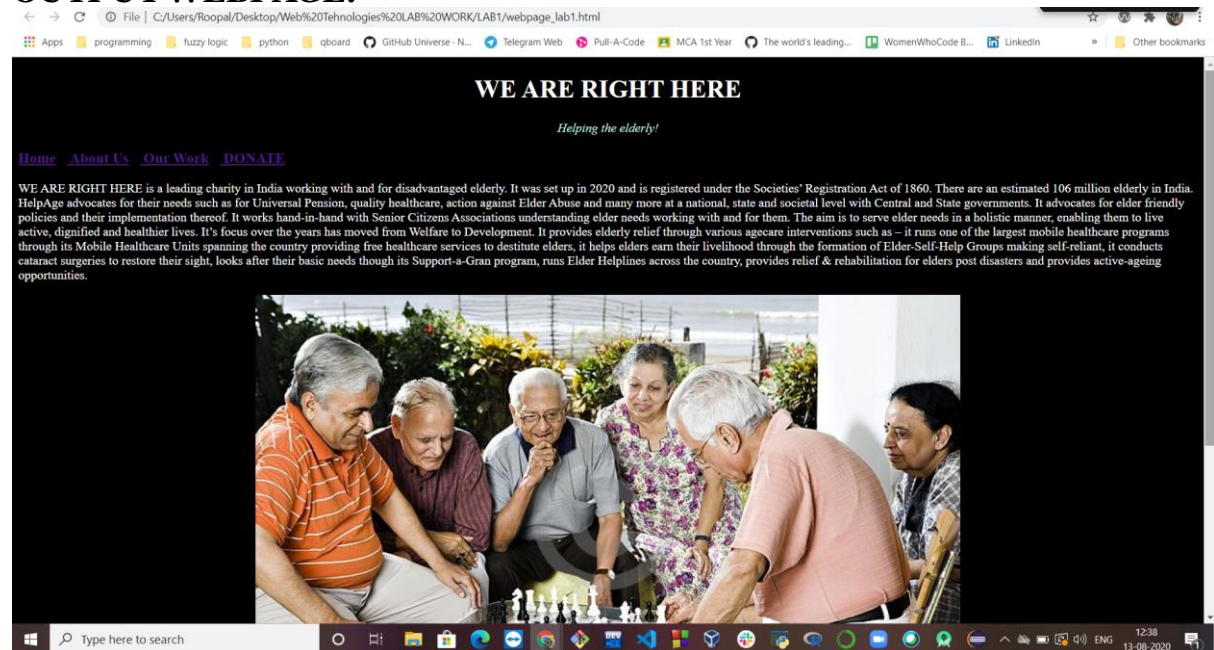 OUTPUT WEBPAGE:
File | C:/Users/Roopal/Desktop/Web%20Tehnologies%20LAB%20WORK/LAB1/webpage_lab1.html
Apps programming fuzzy logic python qboard GitHub Universe - N... Telegram Web Pull-A-Code MCA 1st Year The world's leading... WomenWhoCode B... LinkedIn » Other bookmarks
WE ARE RIGHT HERE
Helping the elderly!
Home About Us Our Work DONATE
WE ARE RIGHT HERE is a leading charity in India working with and for disadvantaged elderly. It was set up in 2020 and is registered under the Societies’ Registration Act of 1860. There are an estimated 106 million elderly in India.
HelpAge advocates for their needs such as for Universal Pension, quality healthcare, action against Elder Abuse and many more at a national, state and societal level with Central and State governments. It advocates for elder friendly
policies and their implementation thereof. It works hand-in-hand with Senior Citizens Associations understanding elder needs working with and for them. The aim is to serve elder needs in a holistic manner, enabling them to live
active, dignified and healthier lives. It’s focus over the years has moved from Welfare to Development. It provides elderly relief through various agecare interventions such as – it runs one of the largest mobile healthcare programs
through its Mobile Healthcare Units spanning the country providing free healthcare services to destitute elders, it helps elders earn their livelihood through the formation of Elder-Self-Help Groups making self-reliant, it conducts
cataract surgeries to restore their sight, looks after their basic needs though its Support-a-Gran program, runs Elder Helplines across the country, provides relief & rehabilitation for elders post disasters and provides active-ageing
opportunities.
Type here to search
DEV
ENG
12:38
13-08-2020